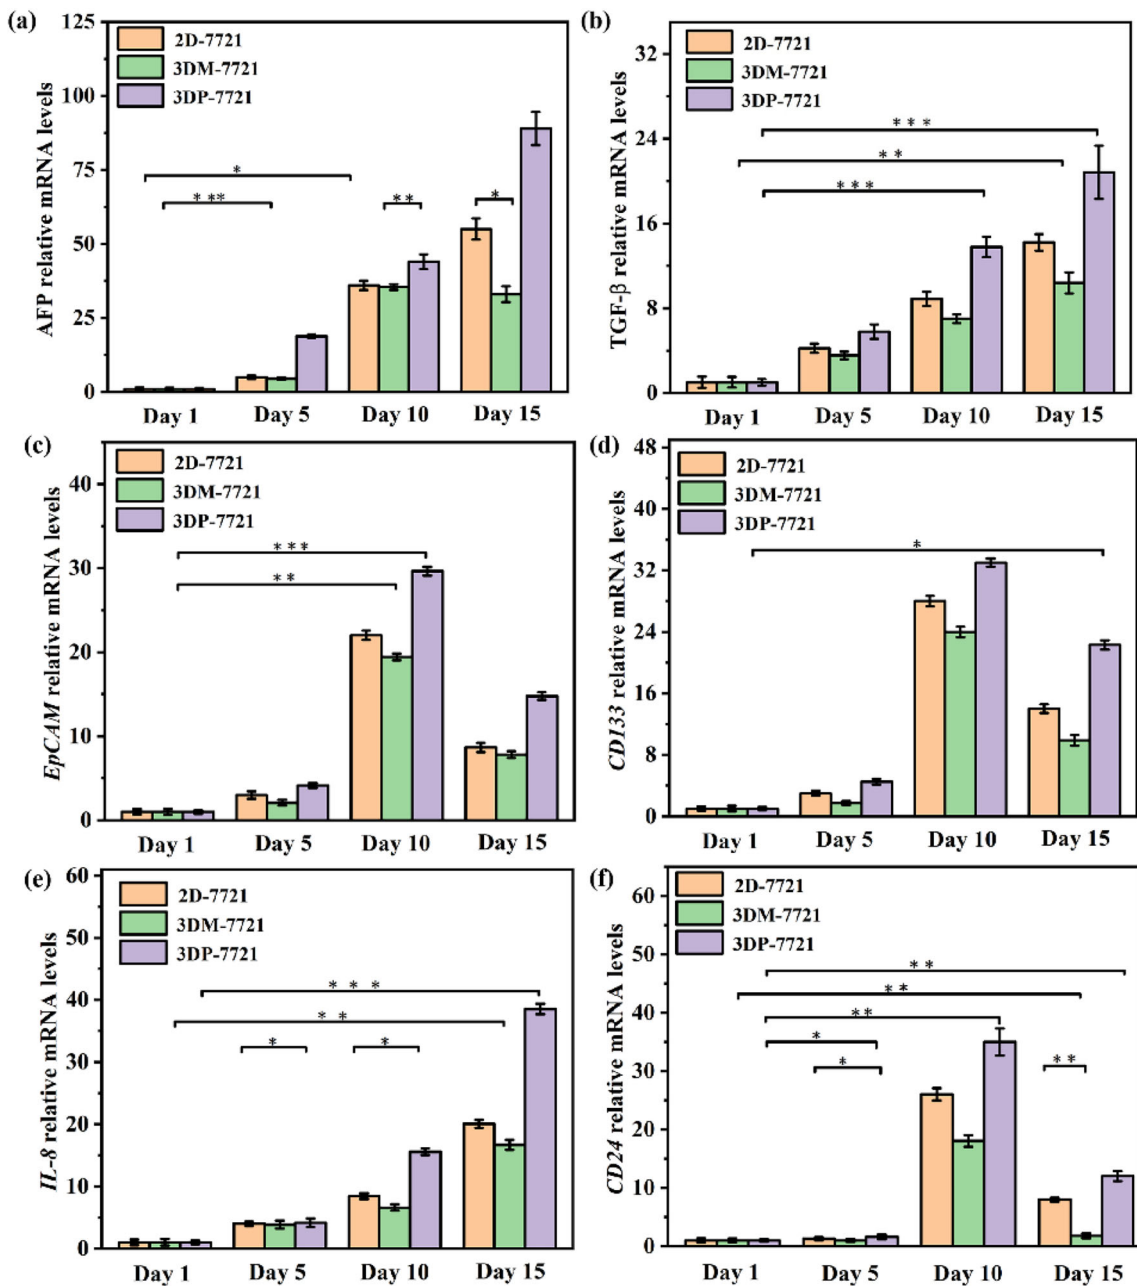 (a)
AFP relative mRNA levels
125
100
75
50
25
0
2D-7721
3DM-7721
3DP-7721
*
* **
* *
*
Day 1 Day 5 Day 10 Day 15
(b)
TGF-β relative mRNA levels
32
24
16
8
0
2D-7721
3DM-7721
3DP-7721
* * *
* *
* * *
Day 1 Day 5 Day 10 Day 15
(c)
EpCAM relative mRNA levels
40
30
20
10
0
2D-7721
3DM-7721
3DP-7721
* * *
* *
Day 1 Day 5 Day 10 Day 15
(d)
CD133 relative mRNA levels
48
40
32
24
16
8
0
2D-7721
3DM-7721
3DP-7721
*
Day 1 Day 5 Day 10 Day 15
(e)
IL-8 relative mRNA levels
60
50
40
30
20
10
0
2D-7721
3DM-7721
3DP-7721
* * *
* *
*
*
Day 1 Day 5 Day 10 Day 15
(f)
CD24 relative mRNA levels
60
50
40
30
20
10
0
2D-7721
3DM-7721
3DP-7721
* *
* *
* *
*
*
* *
Day 1 Day 5 Day 10 Day 15